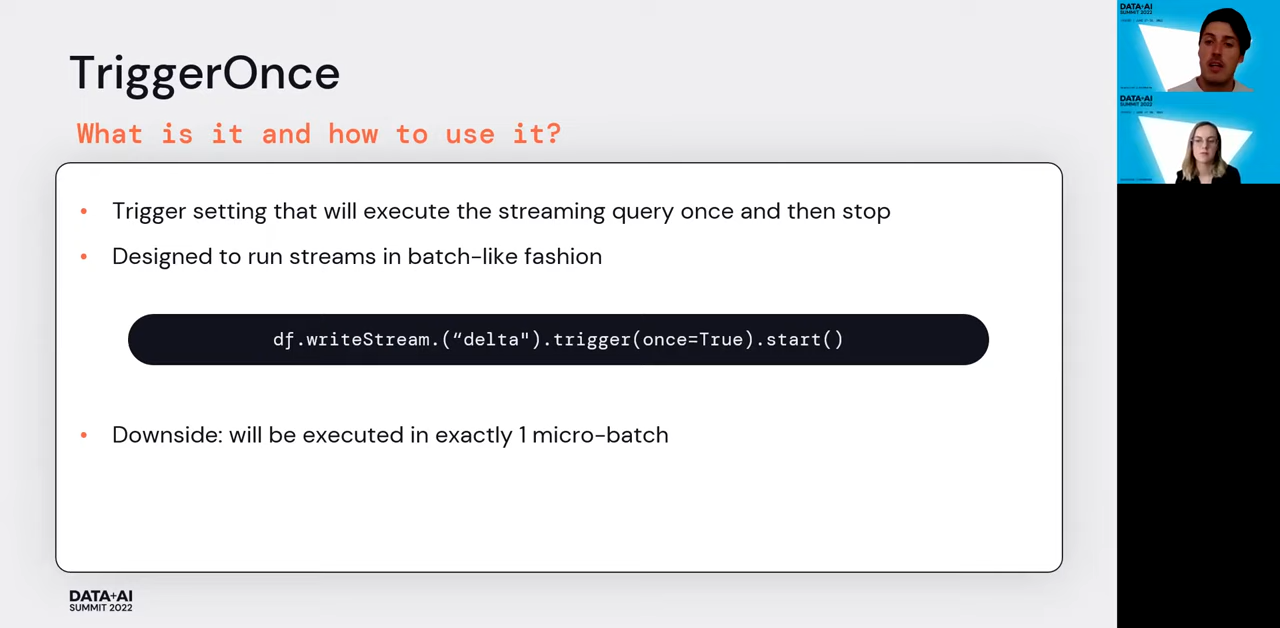 TriggerOnce
What is it and how to use it?
• Trigger setting that will execute the streaming query once and then stop
• Designed to run streams in batch-like fashion
df.writeStream.(“delta").trigger(once=True).start()
• Downside: will be executed in exactly 1 micro-batch
DATA+AI
SUMMIT 2022
DATA+AI
SUMMIT 2022
DATA+AI
SUMMIT 2022